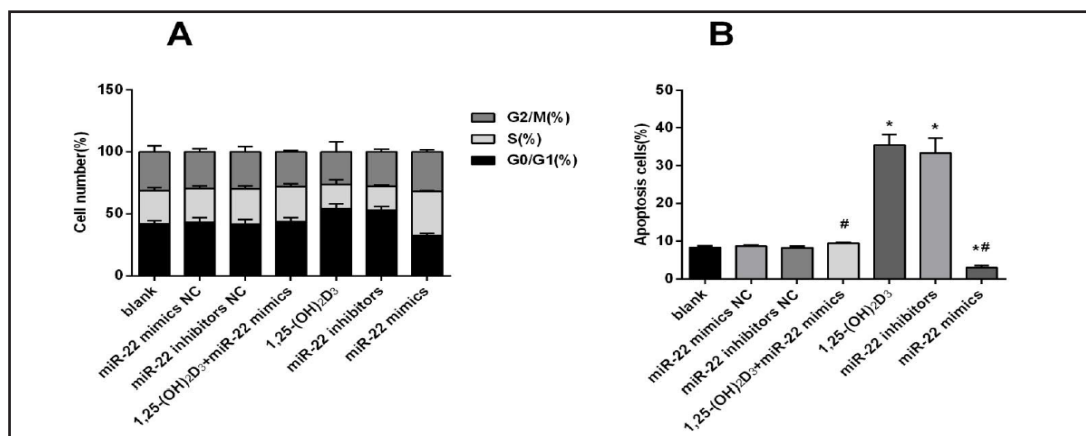 A
Cell number(%)
150
100
50
0
G2/M(%)
S(%)
G0/G1(%)
blank
miR-22 mimics NC
miR-22 inhibitors NC
1,25-(OH)₂D₃+miR-22 mimics
1,25-(OH)₂D₃
miR-22 inhibitors
miR-22 mimics
B
Apoptosis cells(%)
50
40
30
20
10
0
#
*
*
*#
blank
miR-22 mimics NC
miR-22 inhibitors NC
1,25-(OH)₂D₃+miR-22 mimics
1,25-(OH)₂D₃
miR-22 inhibitors
miR-22 mimics